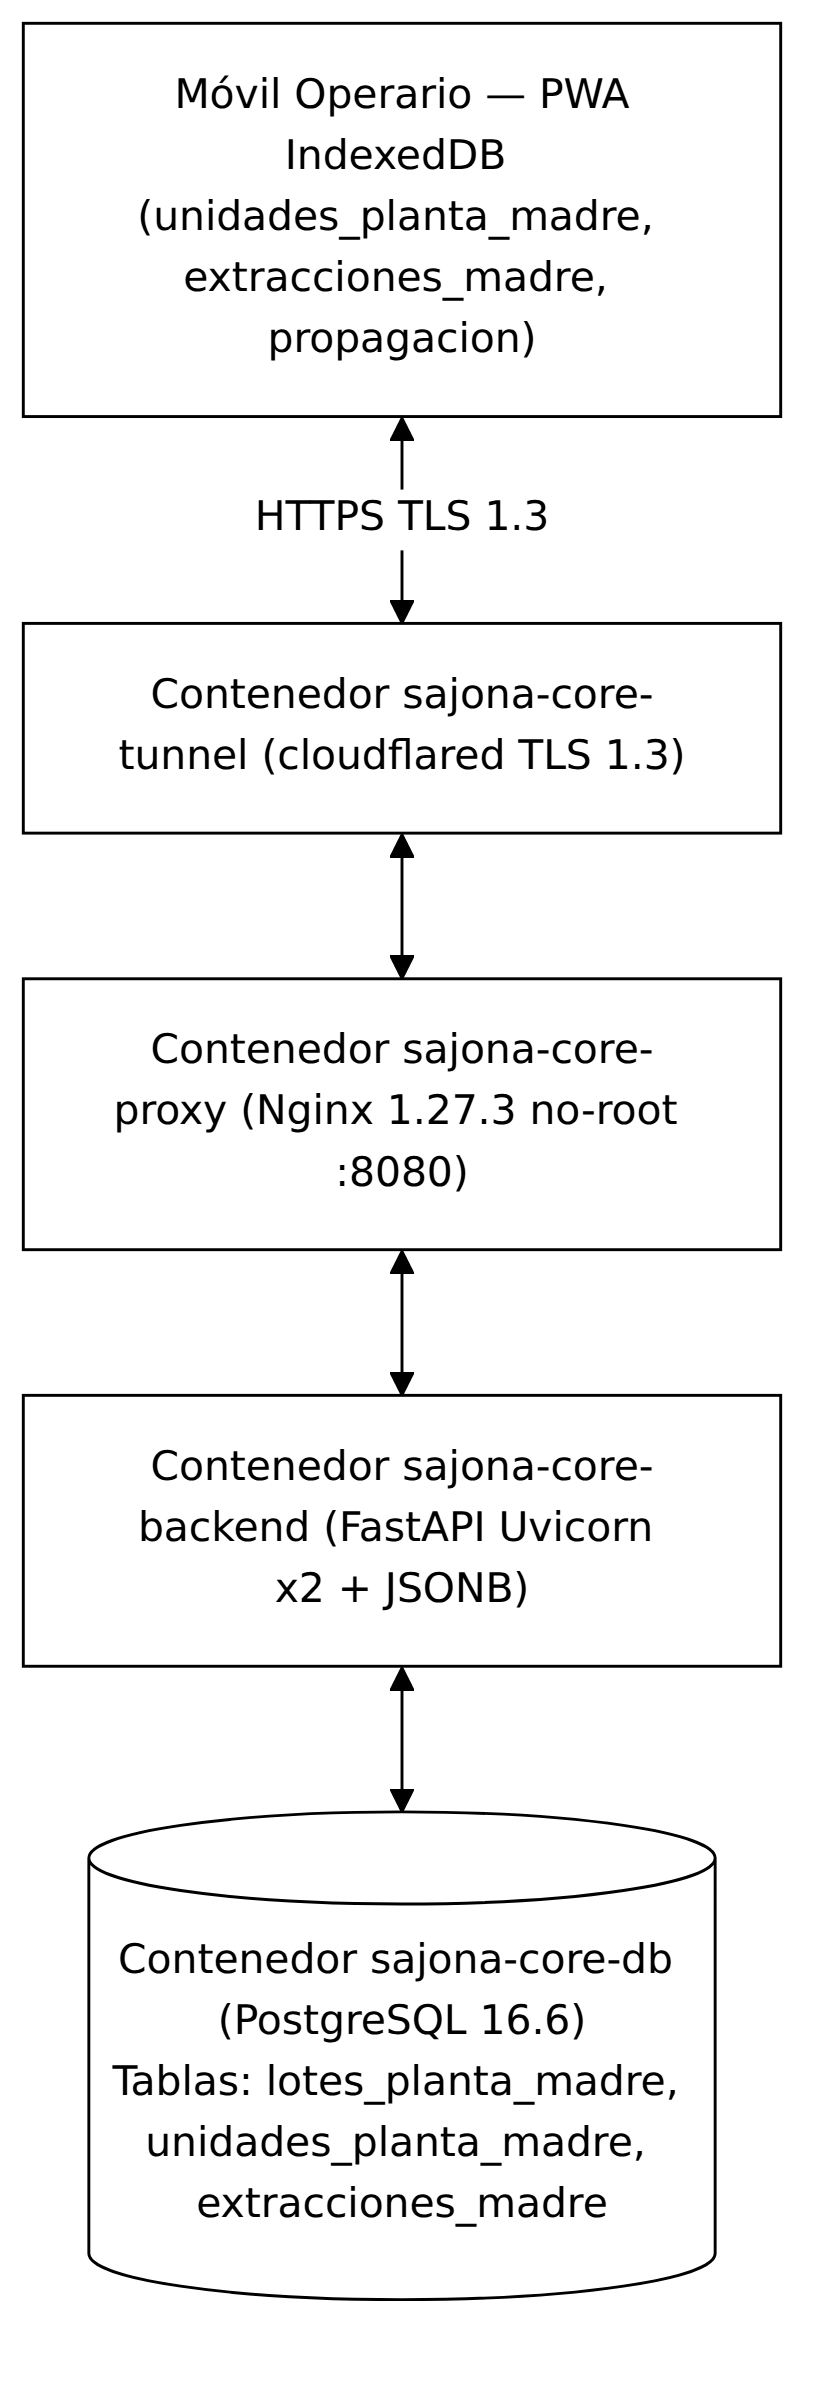 Móvil Operario — PWA
IndexedDB
(unidades_planta_madre,
extracciones_madre,
propagacion)
HTTPS TLS 1.3
Contenedor sajona-core-
tunnel (cloudflared TLS 1.3)
Contenedor sajona-core-
proxy (Nginx 1.27.3 no-root
:8080)
Contenedor sajona-core-
backend (FastAPI Uvicorn
x2 + JSONB)
Contenedor sajona-core-db
(PostgreSQL 16.6)
Tablas: lotes_planta_madre,
unidades_planta_madre,
extracciones_madre